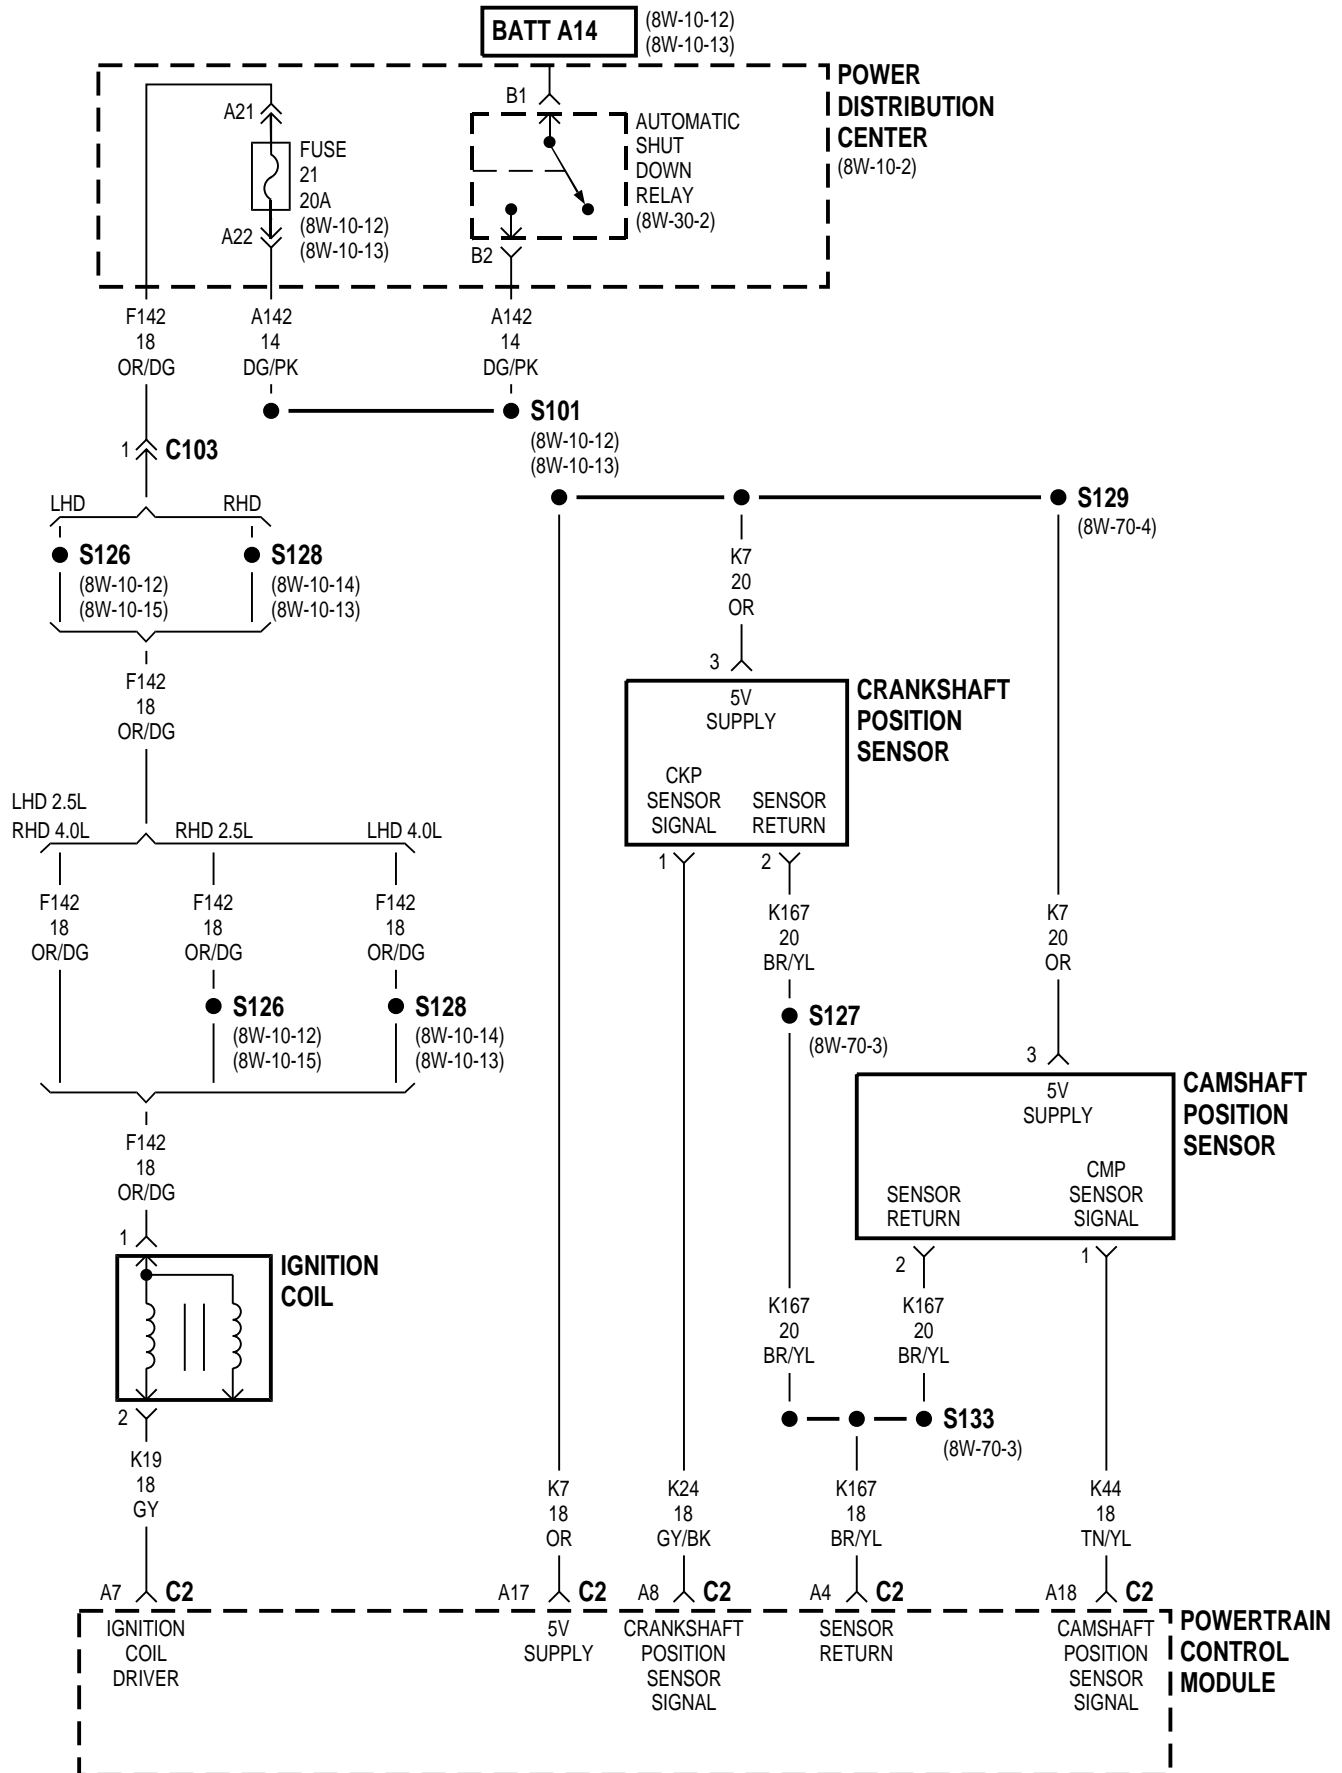 BATT A14
(8W-10-12)
(8W-10-13)
POWER
DISTRIBUTION
CENTER
(8W-10-2)
A21
FUSE
21
20A
(8W-10-12)
(8W-10-13)
A22
B1
AUTOMATIC
SHUT
DOWN
RELAY
(8W-30-2)
B2
F142
18
OR/DG
A142
14
DG/PK
A142
14
DG/PK
S101
(8W-10-12)
(8W-10-13)
1
C103
LHD
RHD
S126
(8W-10-12)
(8W-10-15)
S128
(8W-10-14)
(8W-10-13)
S129
(8W-70-4)
K7
20
OR
F142
18
OR/DG
3
5V
SUPPLY
CRANKSHAFT
POSITION
SENSOR
CKP
SENSOR
SIGNAL
SENSOR
RETURN
1
2
LHD 2.5L
RHD 4.0L
RHD 2.5L
LHD 4.0L
F142
18
OR/DG
F142
18
OR/DG
F142
18
OR/DG
K167
20
BR/YL
K7
20
OR
S126
(8W-10-12)
(8W-10-15)
S128
(8W-10-14)
(8W-10-13)
S127
(8W-70-3)
3
5V
SUPPLY
CAMSHAFT
POSITION
SENSOR
SENSOR
RETURN
CMP
SENSOR
SIGNAL
2
1
F142
18
OR/DG
1
IGNITION
COIL
2
K167
20
BR/YL
K167
20
BR/YL
S133
(8W-70-3)
K19
18
GY
K7
18
OR
K24
18
GY/BK
K167
18
BR/YL
K44
18
TN/YL
A7
C2
A17
C2
A8
C2
A4
C2
A18
C2
IGNITION
COIL
DRIVER
5V
SUPPLY
CRANKSHAFT
POSITION
SENSOR
SIGNAL
SENSOR
RETURN
CAMSHAFT
POSITION
SENSOR
SIGNAL
POWERTRAIN
CONTROL
MODULE